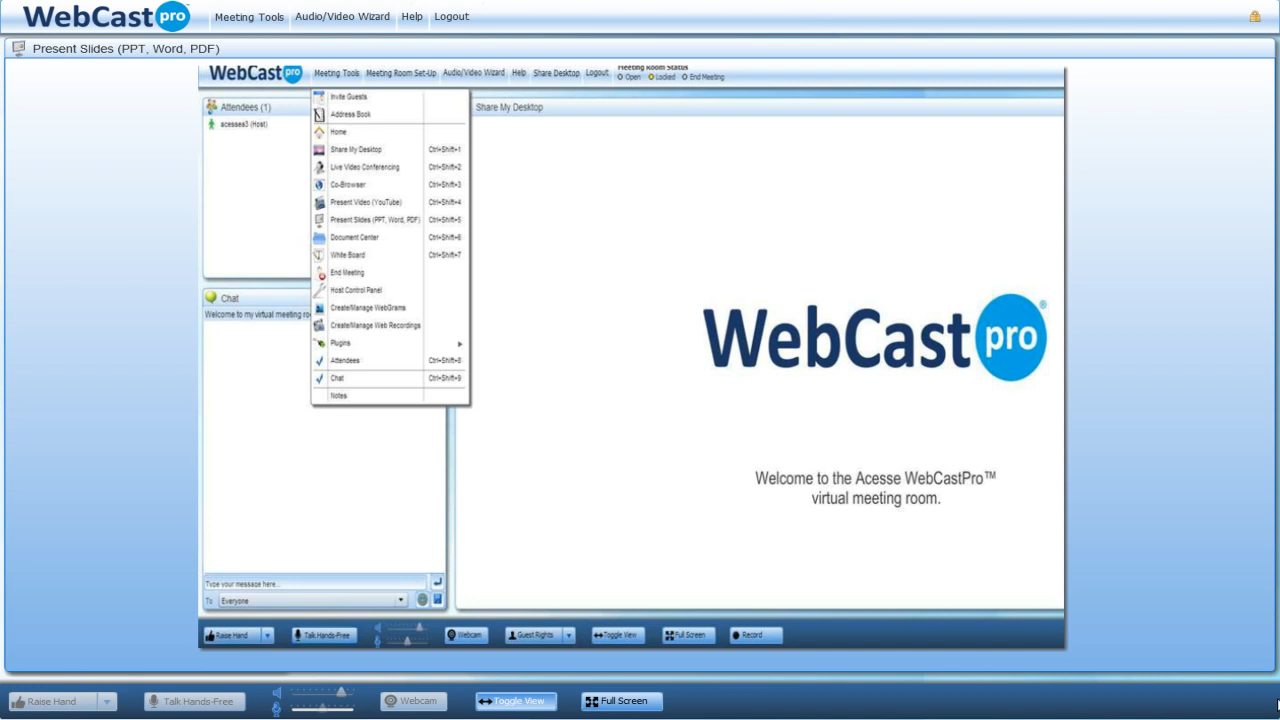 WebCast pro Meeting Tools Audio/Video Wizard Help Logout
Present Slides (PPT, Word, PDF)
WebCast pro Meeting Tools Meeting Room Set-Up Audio/Video Wizard Help Share Desktop Logout
Meeting Room Status
Open Locked End Meeting
Attendees (1)
acessea3 (Host)
Invite Guests
Address Book
Home
Share My Desktop Ctrl+Shift+1
Live Video Conferencing Ctrl+Shift+2
Co-Browser Ctrl+Shift+3
Present Video (YouTube) Ctrl+Shift+4
Present Slides (PPT, Word, PDF) Ctrl+Shift+5
Document Center Ctrl+Shift+6
White Board Ctrl+Shift+7
End Meeting
Host Control Panel
Create/Manage WebGrams
Create/Manage Web Recordings
Plugins
Attendees Ctrl+Shift+8
Chat Ctrl+Shift+9
Notes
Share My Desktop
Chat
Welcome to my virtual meeting ro
WebCast pro ®
Welcome to the Acesse WebCastPro™
virtual meeting room.
Type your message here...
To Everyone
Raise Hand Talk Hands-Free Webcam Guest Rights Toggle View Full Screen Record
Raise Hand Talk Hands-Free Webcam Toggle View Full Screen